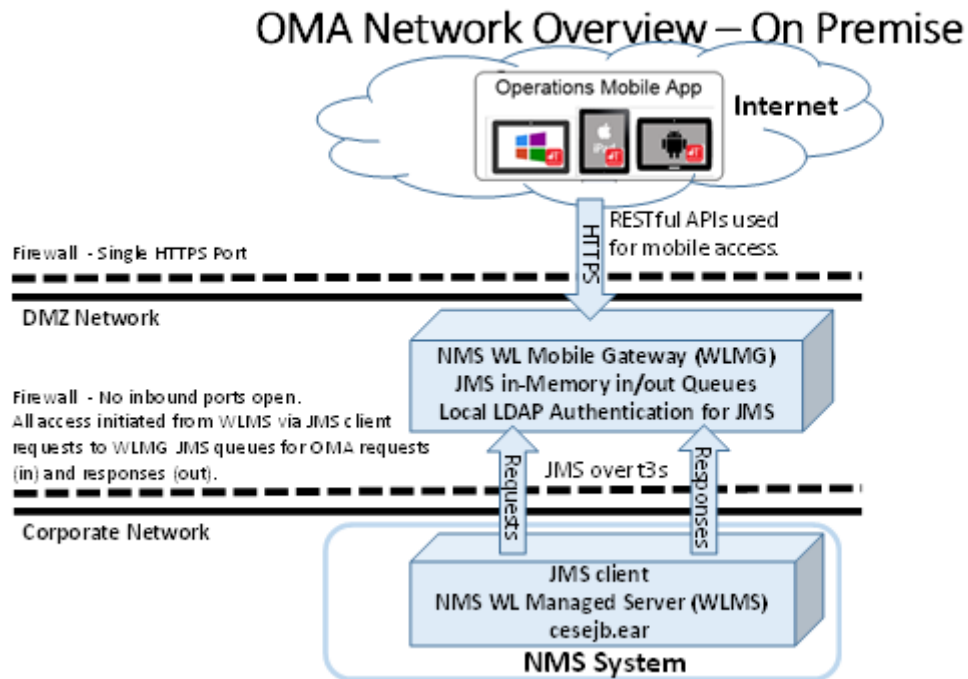 OMA Network Overview – On Premise
Operations Mobile App
Internet
iPad
HTTPS
RESTful APIs used
for mobile access.
Firewall - Single HTTPS Port
DMZ Network
NMS WL Mobile Gateway (WLMG)
JMS in-Memory in/out Queues
Local LDAP Authentication for JMS
Firewall - No inbound ports open.
All access initiated from WLMS via JMS client
requests to WLMG JMS queues for OMA requests
(in) and responses (out).
Requests
JMS over t3s
Responses
Corporate Network
JMS client
NMS WL Managed Server (WLMS)
cesejb.ear
NMS System